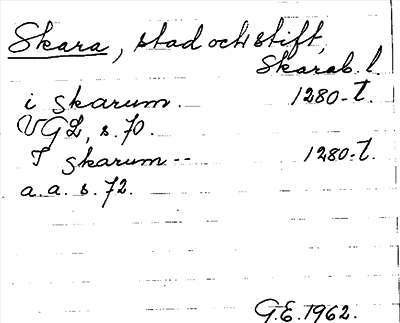 Skara, stad och stift,
Skarab. l.
i skarum. 1280-t.
VGL, s. 70.
I skarum -- 1280-t.
a.a. s. 72.
G.E. 1962.